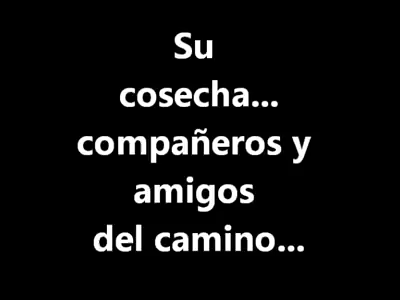 Su
cosecha...
compañeros y
amigos
del camino...